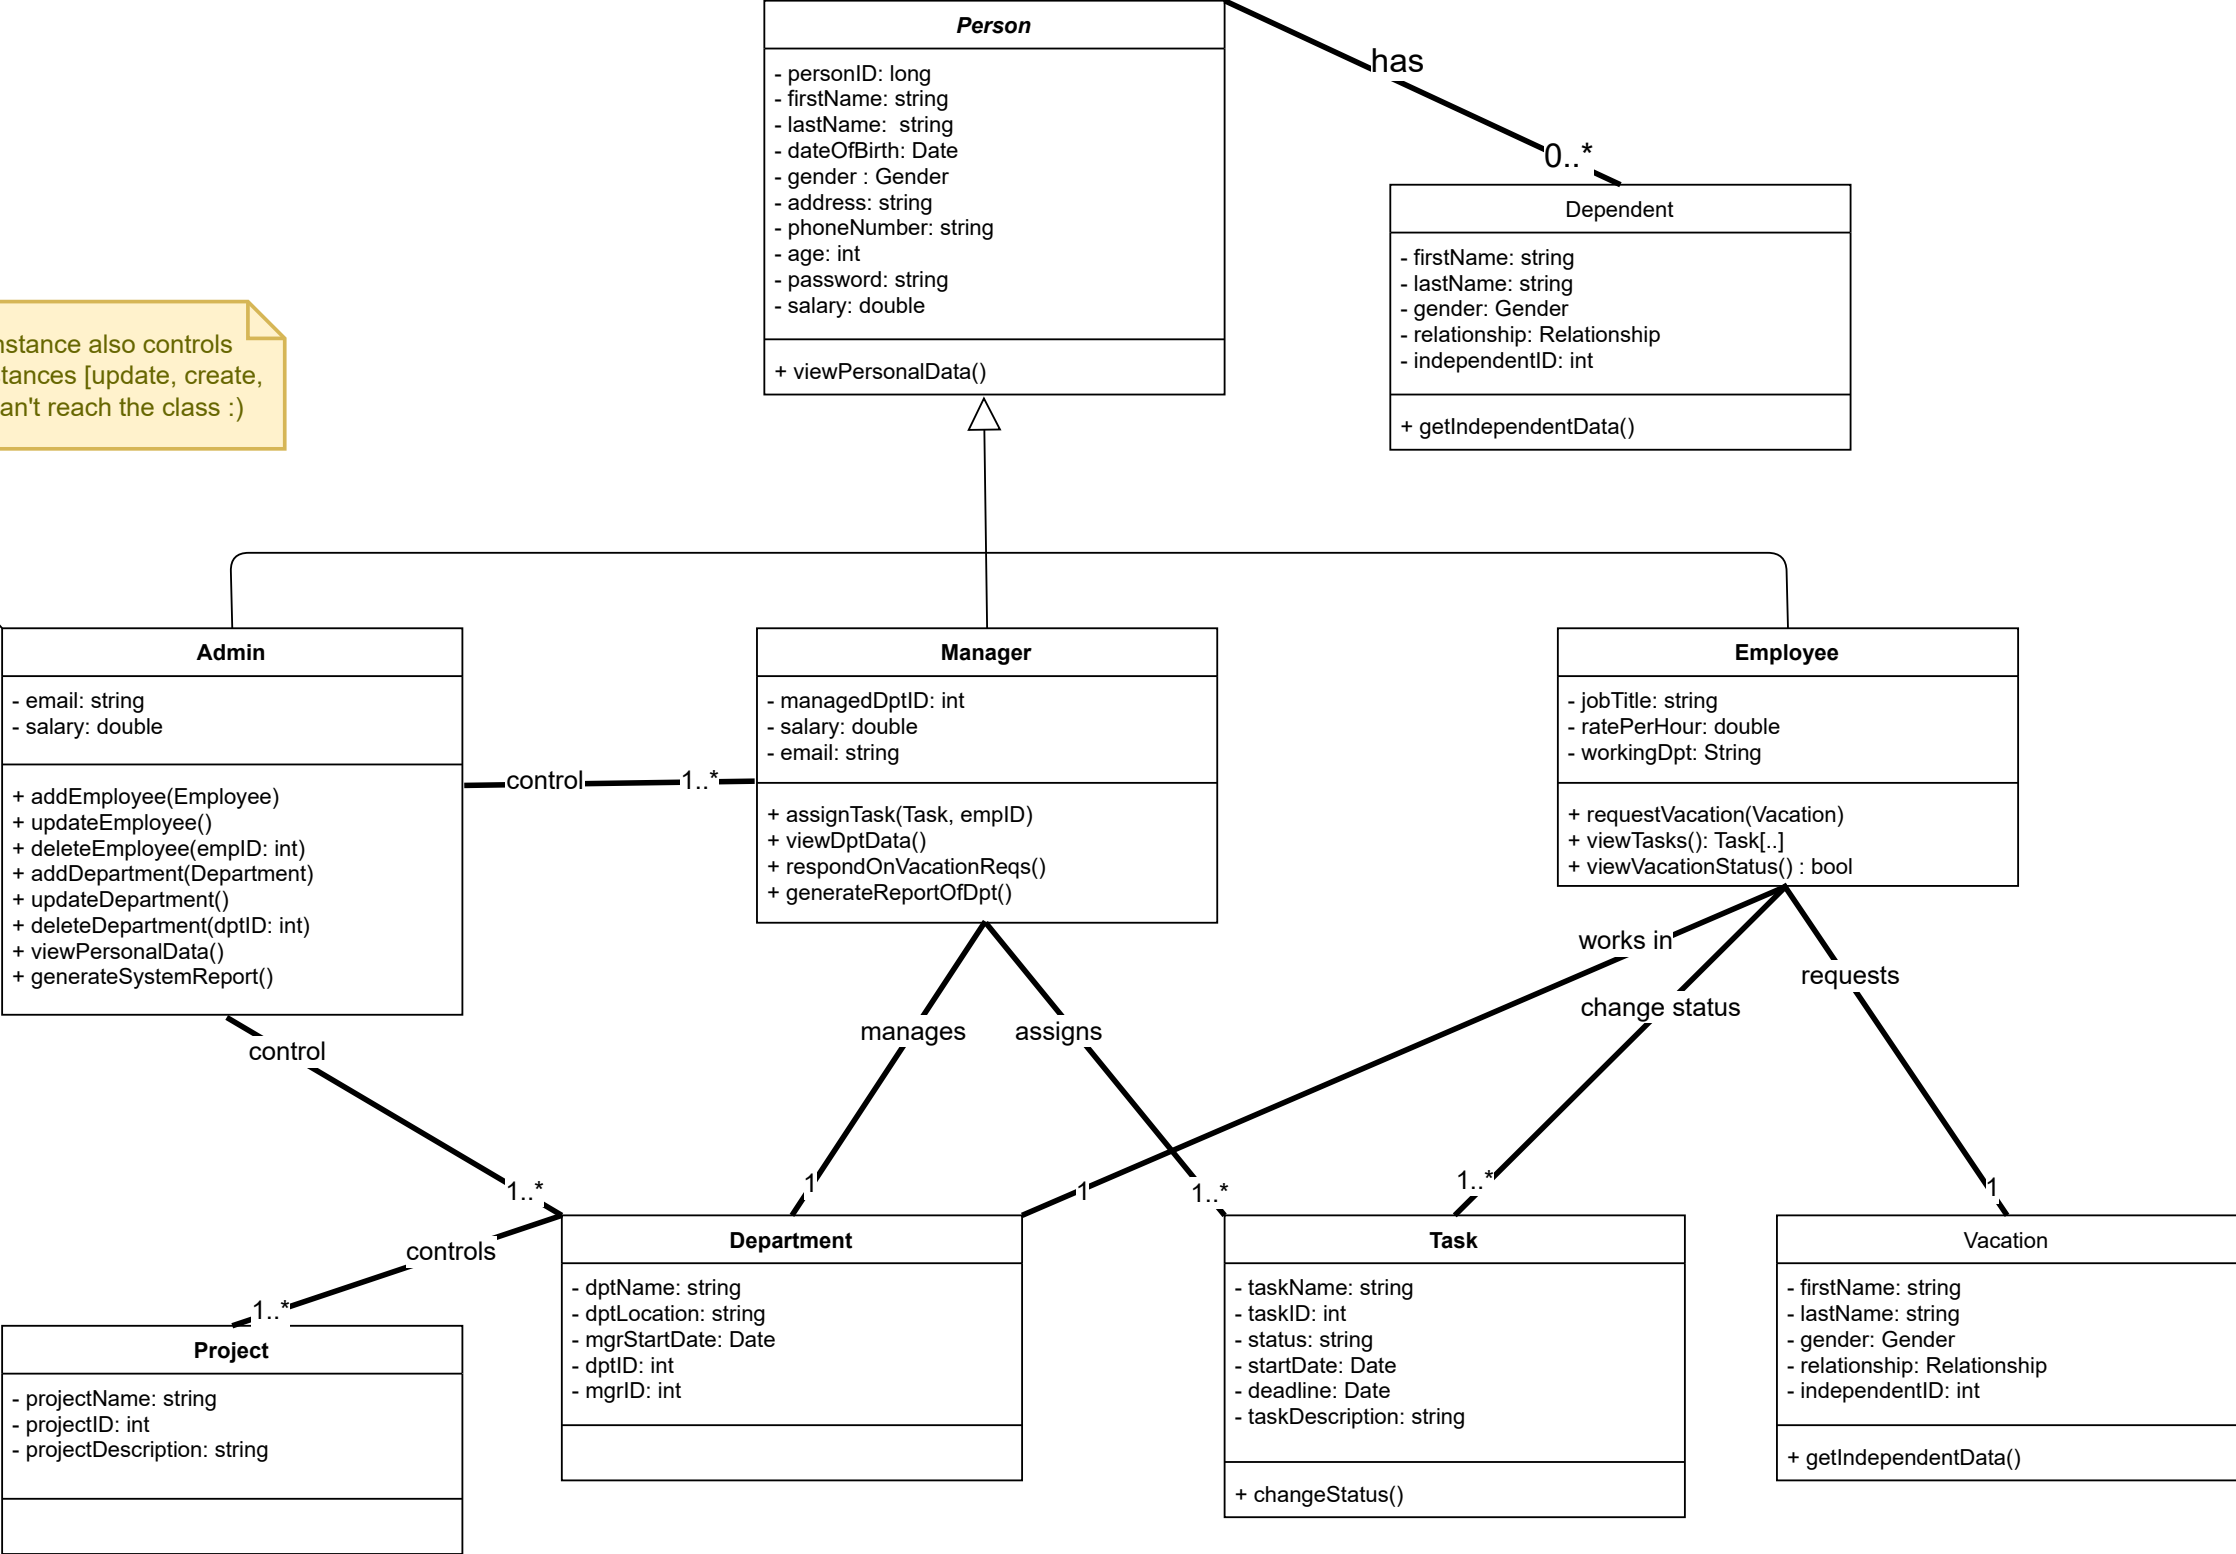 Person
- personID: long
- firstName: string
- lastName:  string
- dateOfBirth: Date
- gender : Gender
- address: string
- phoneNumber: string
- age: int
- password: string
- salary: double
+ viewPersonalData()
has
0..*
Dependent
- firstName: string
- lastName: string
- gender: Gender
- relationship: Relationship
- independentID: int
+ getIndependentData()
also controls
[update, create,
reach the class :)
Admin
- email: string
- salary: double
+ addEmployee(Employee)
+ updateEmployee()
+ deleteEmployee(empID: int)
+ addDepartment(Department)
+ updateDepartment()
+ deleteDepartment(dptID: int)
+ viewPersonalData()
+ generateSystemReport()
control
1..*
Manager
- managedDptID: int
- salary: double
- email: string
+ assignTask(Task, empID)
+ viewDptData()
+ respondOnVacationReqs()
+ generateReportOfDpt()
Employee
- jobTitle: string
- ratePerHour: double
- workingDpt: String
+ requestVacation(Vacation)
+ viewTasks(): Task[..]
+ viewVacationStatus() : bool
control
1..*
manages
1
assigns
1..*
works in
1
change status
1..*
requests
1
controls
1..*
Project
- projectName: string
- projectID: int
- projectDescription: string
Department
- dptName: string
- dptLocation: string
- mgrStartDate: Date
- dptID: int
- mgrID: int
Task
- taskName: string
- taskID: int
- status: string
- startDate: Date
- deadline: Date
- taskDescription: string
+ changeStatus()
Vacation
- firstName: string
- lastName: string
- gender: Gender
- relationship: Relationship
- independentID: int
+ getIndependentData()